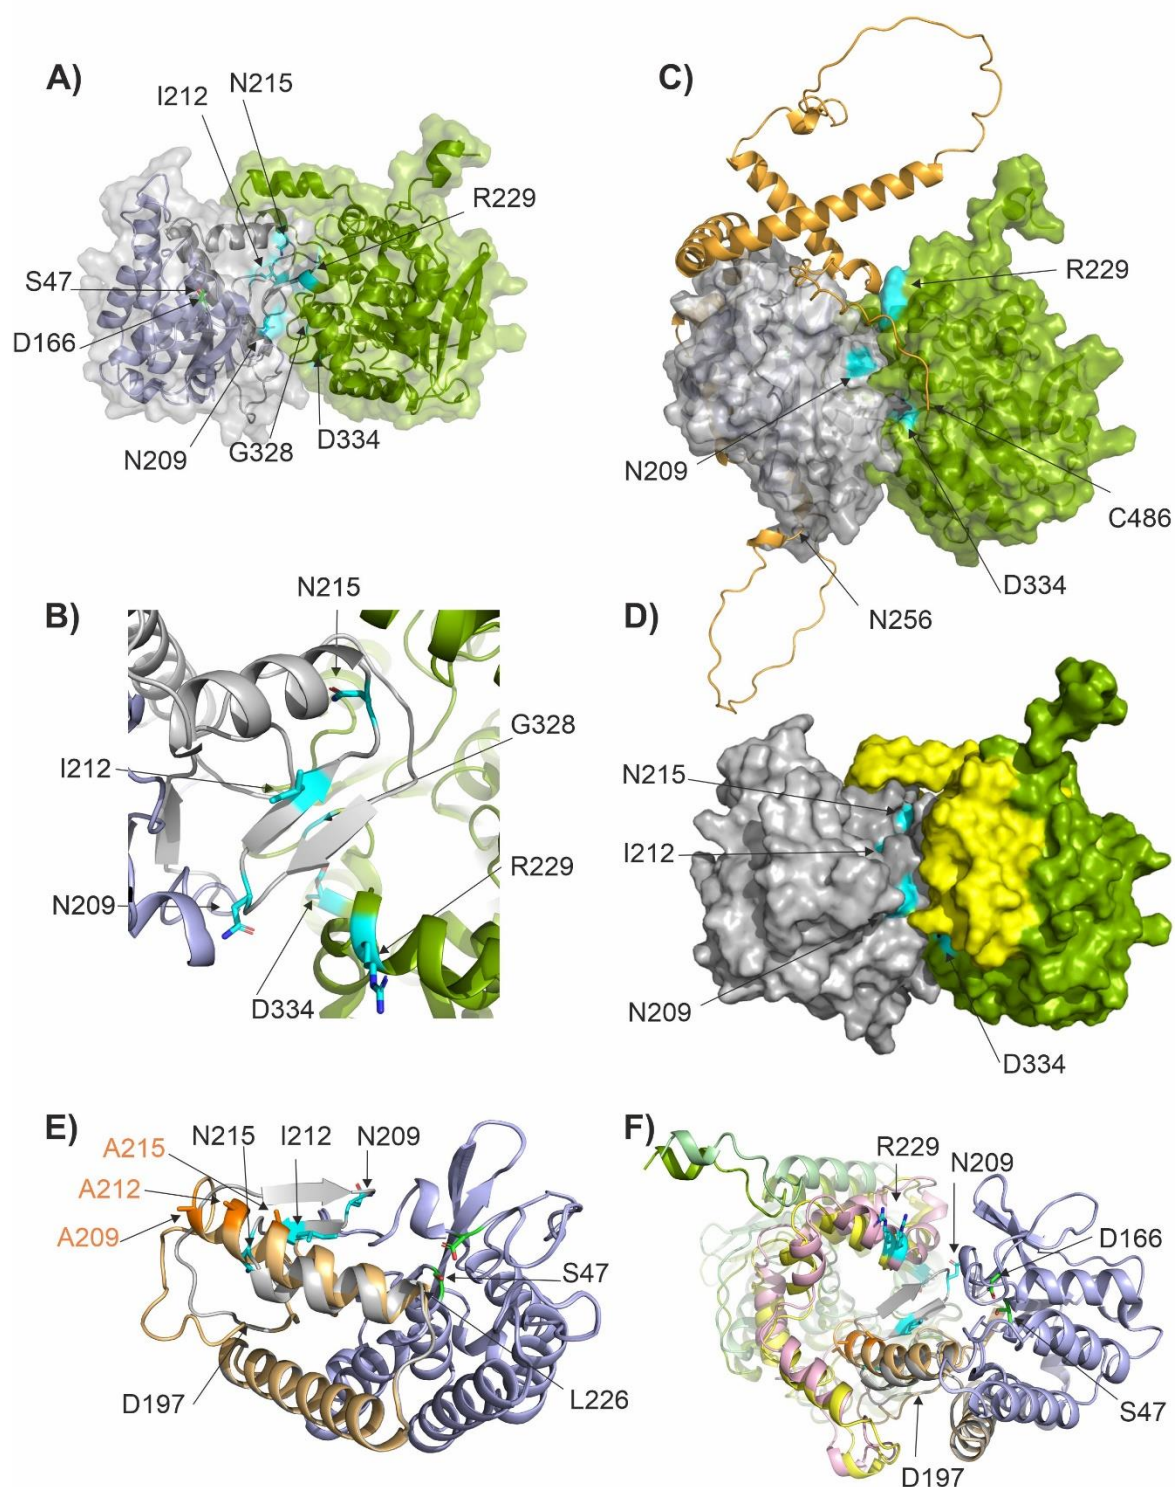 A)
I212
N215
R229
S47
D166
N209
G328
D334
C)
R229
N209
C486
D334
N256
B)
N215
G328
I212
R229
N209
D334
D)
N215
I212
N209
D334
E)
A215
N215
I212
N209
A212
A209
S47
D197
L226
F)
R229
N209
D166
S47
D197